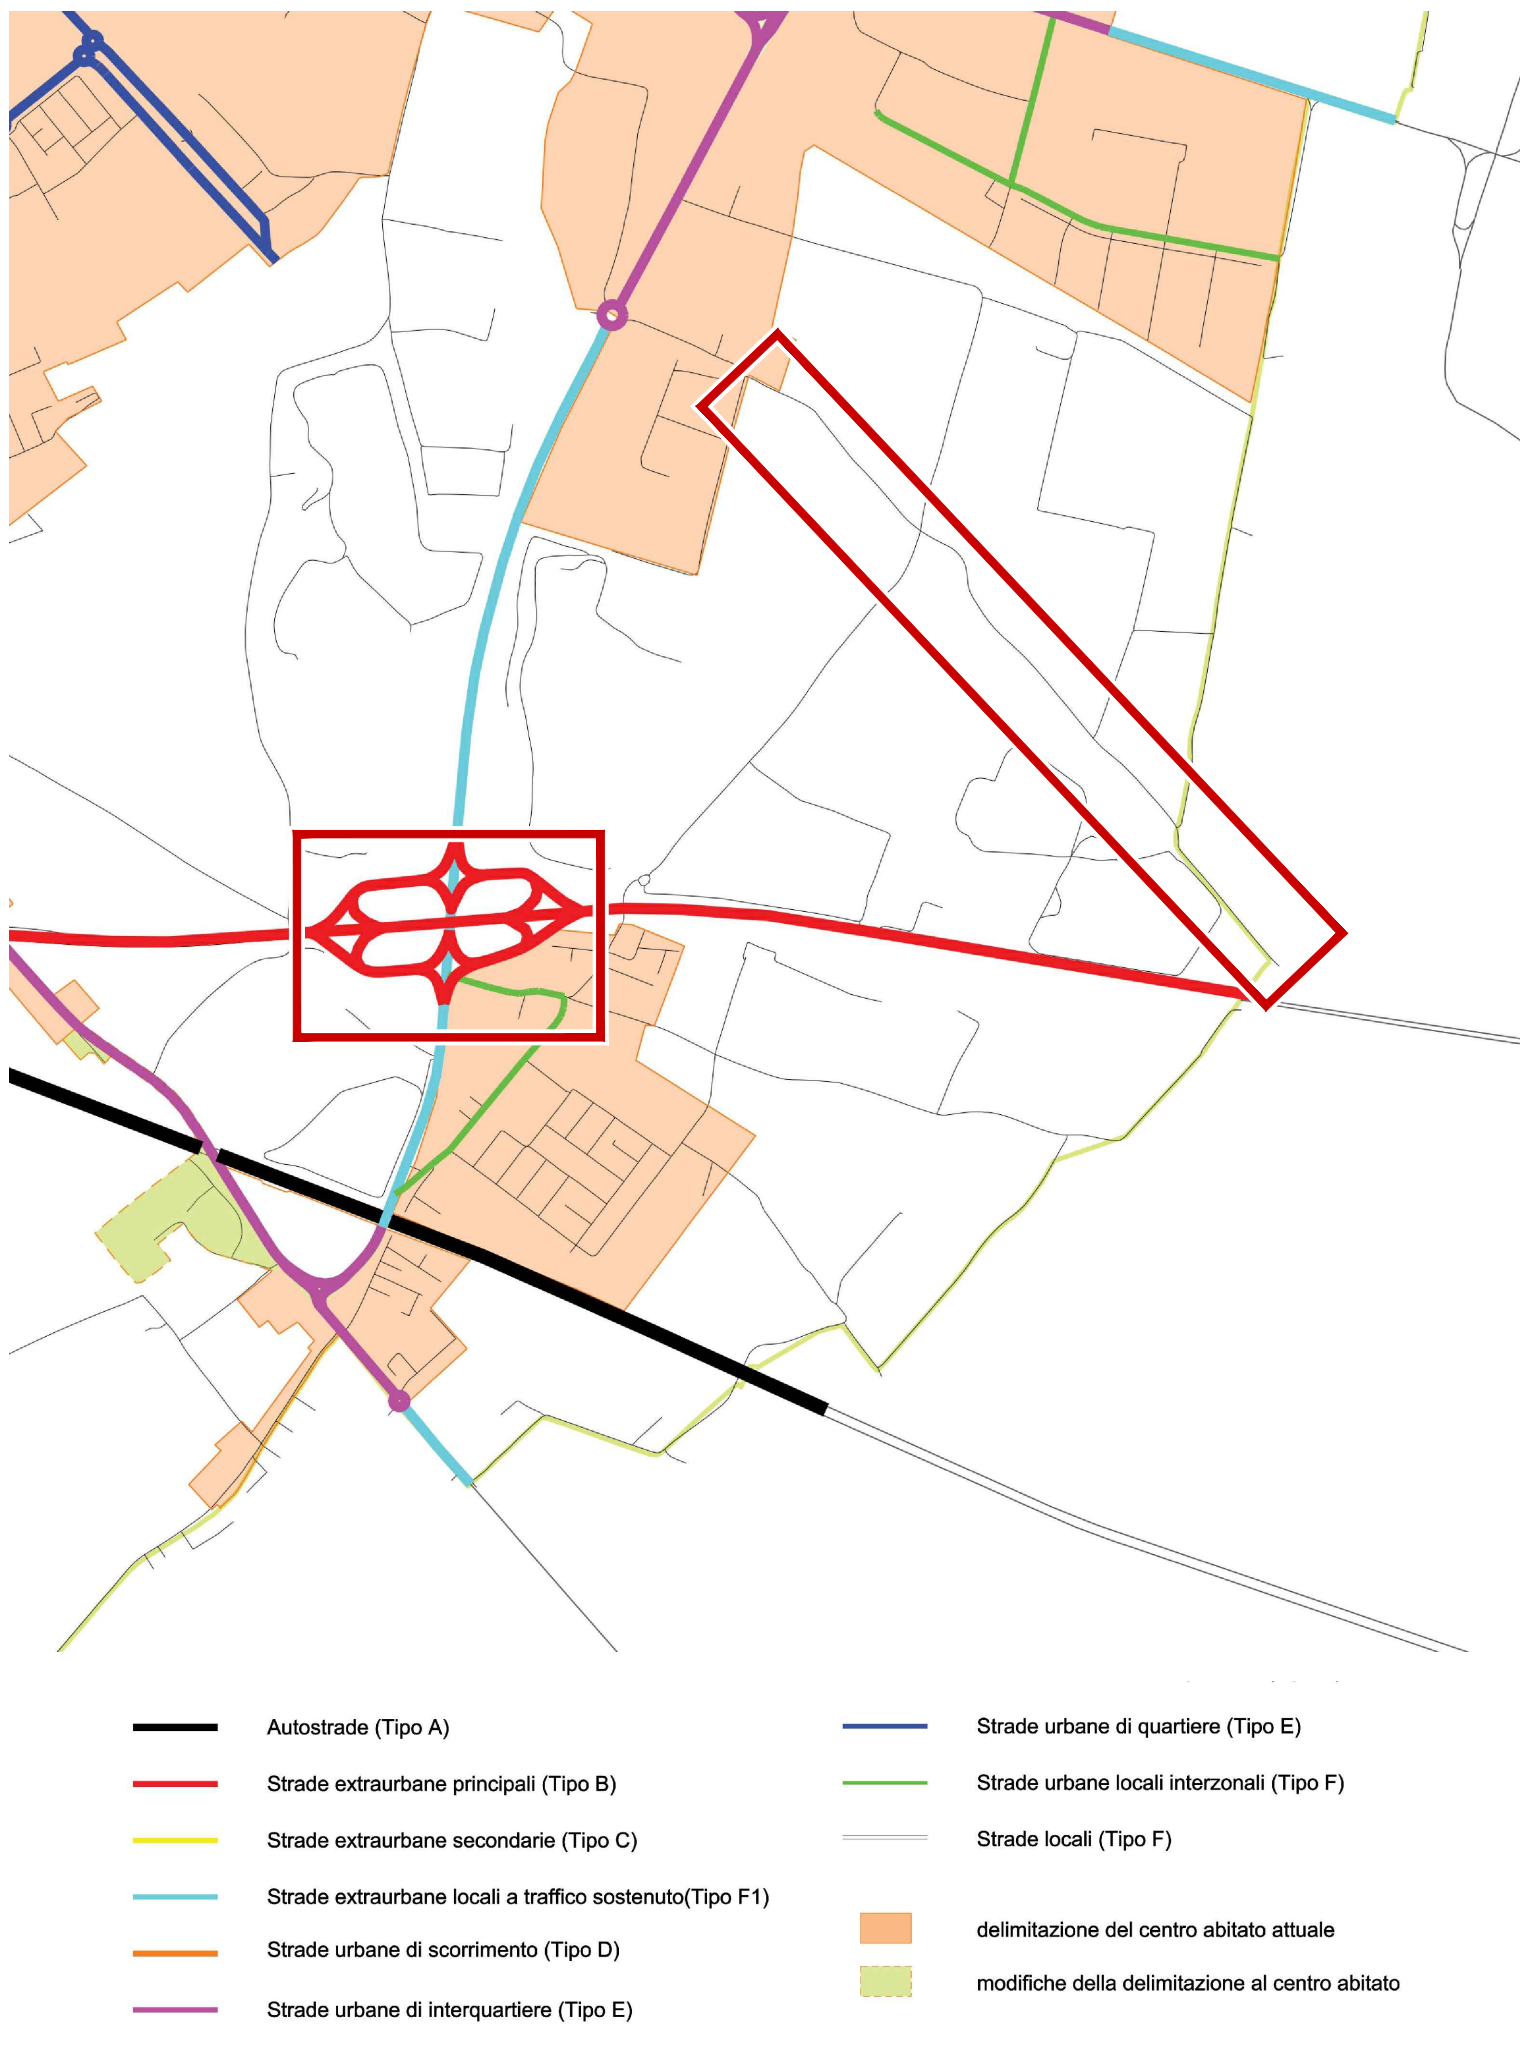 Autostrade (Tipo A)
Strade extraurbane principali (Tipo B)
Strade extraurbane secondarie (Tipo C)
Strade extraurbane locali a traffico sostenuto(Tipo F1)
Strade urbane di scorrimento (Tipo D)
Strade urbane di interquartiere (Tipo E)
Strade urbane di quartiere (Tipo E)
Strade urbane locali interzonali (Tipo F)
Strade locali (Tipo F)
delimitazione del centro abitato attuale
modifiche della delimitazione al centro abitato